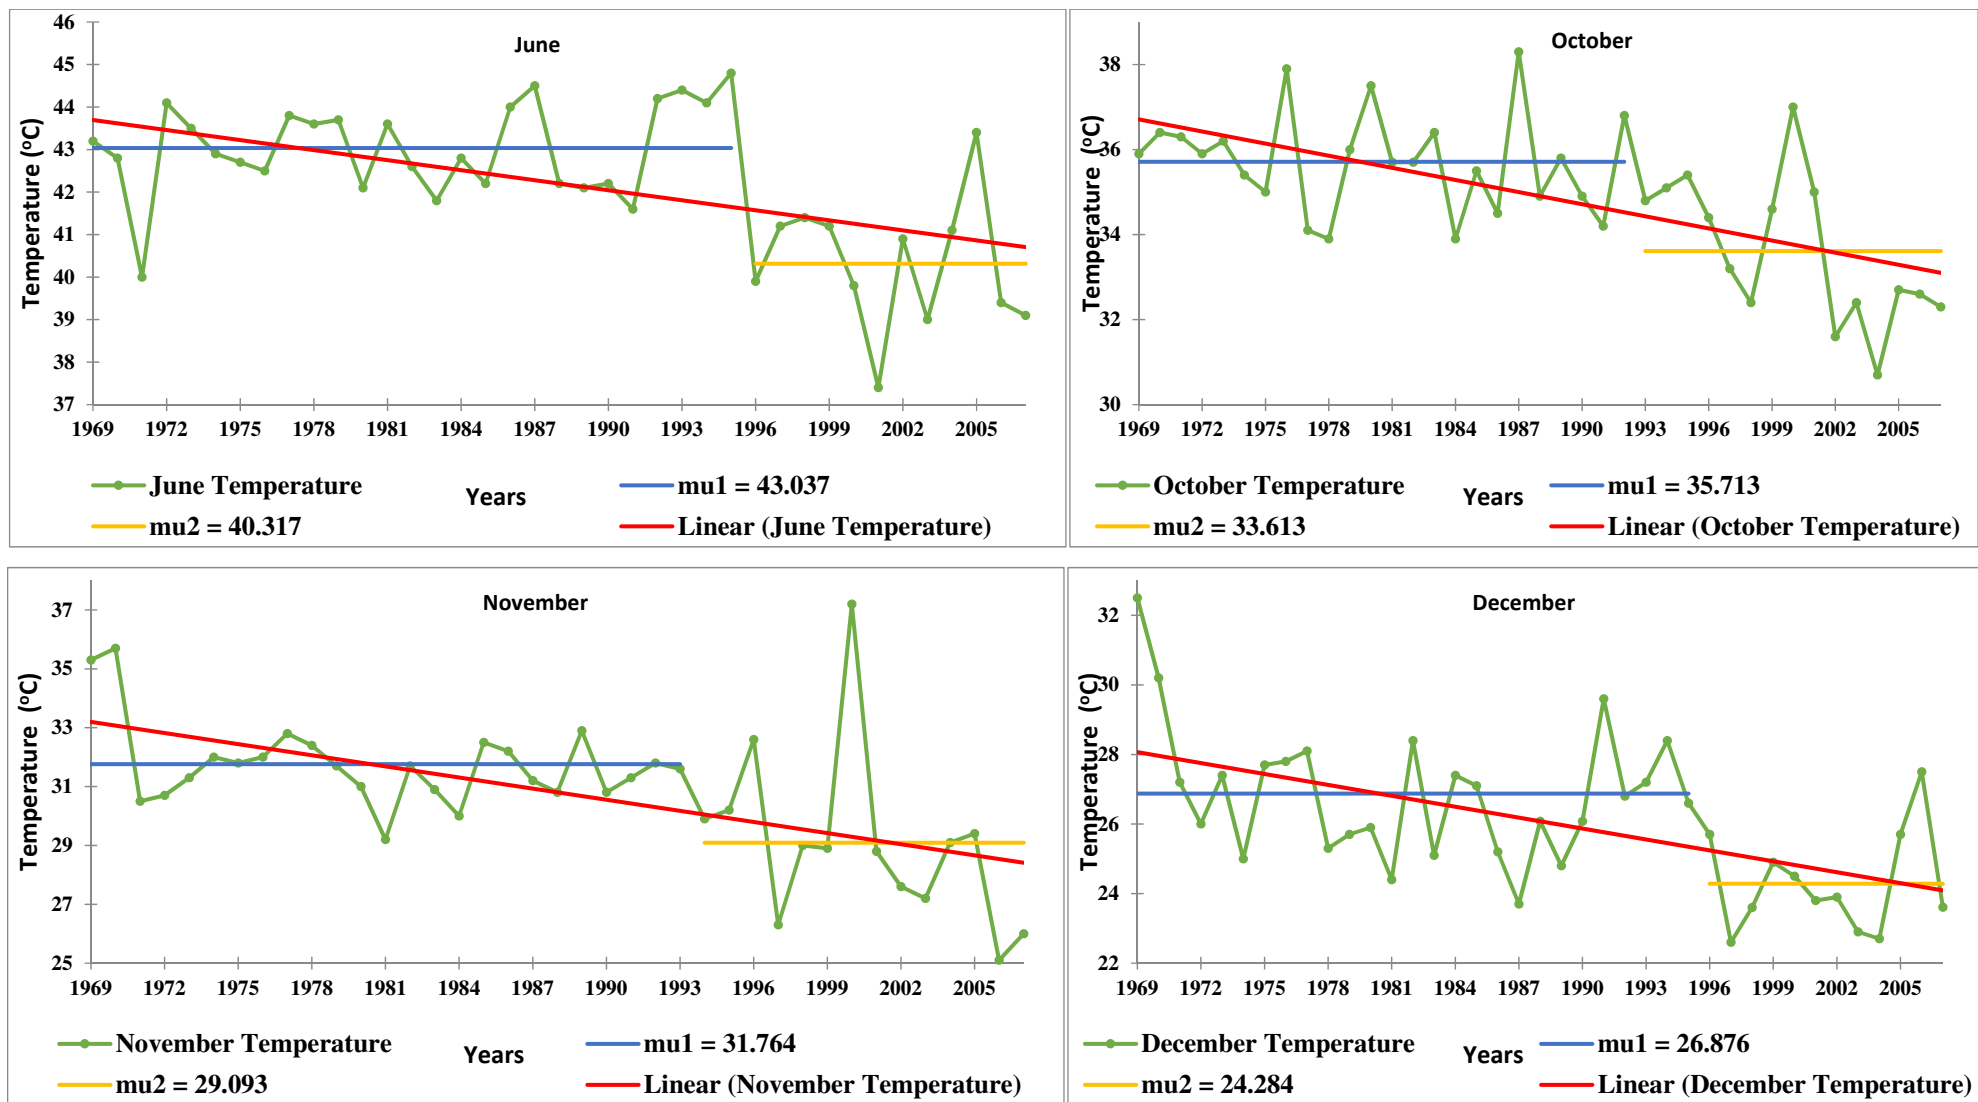 June
Temperature (oC)
46
45
44
43
42
41
40
39
38
37
1969 1972 1975 1978 1981 1984 1987 1990 1993 1996 1999 2002 2005
Years
June Temperature
mu1 = 43.037
mu2 = 40.317
Linear (June Temperature)
October
Temperature (oC)
38
36
34
32
30
1969 1972 1975 1978 1981 1984 1987 1990 1993 1996 1999 2002 2005
Years
October Temperature
mu1 = 35.713
mu2 = 33.613
Linear (October Temperature)
November
Temperature (oC)
37
35
33
31
29
27
25
1969 1972 1975 1978 1981 1984 1987 1990 1993 1996 1999 2002 2005
Years
November Temperature
mu1 = 31.764
mu2 = 29.093
Linear (November Temperature)
December
Temperature (oC)
32
30
28
26
24
22
1969 1972 1975 1978 1981 1984 1987 1990 1993 1996 1999 2002 2005
Years
December Temperature
mu1 = 26.876
mu2 = 24.284
Linear (December Temperature)